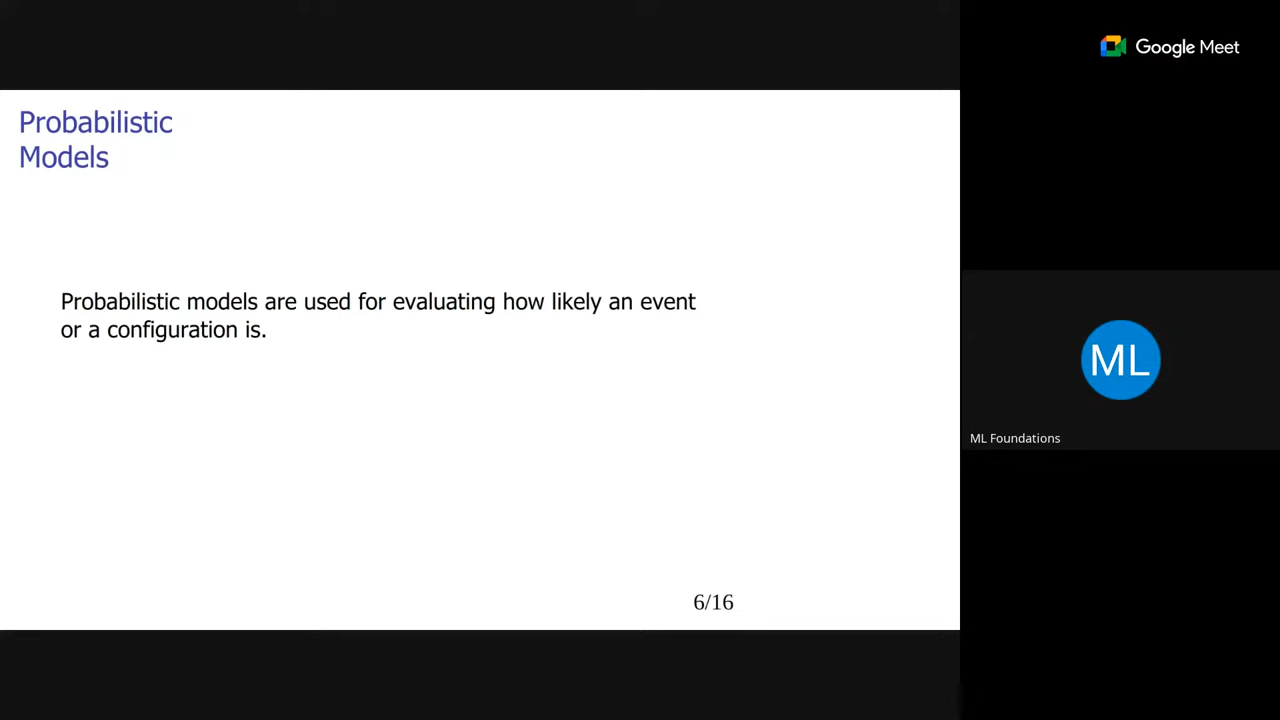 Google Meet
Probabilistic
Models
Probabilistic models are used for evaluating how likely an event
or a configuration is.
ML
ML Foundations
6/16